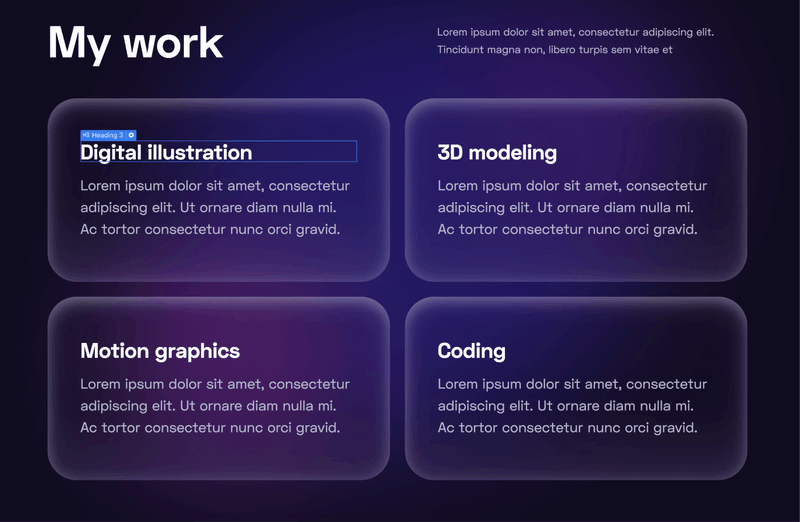 My work
Lorem ipsum dolor sit amet, consectetur adipiscing elit.
Tincidunt magna non, libero turpis sem vitae et
H3 Heading 3
Digital illustration
Lorem ipsum dolor sit amet, consectetur
adipiscing elit. Ut ornare diam nulla mi.
Ac tortor consectetur nunc orci gravid.
3D modeling
Lorem ipsum dolor sit amet, consectetur
adipiscing elit. Ut ornare diam nulla mi.
Ac tortor consectetur nunc orci gravid.
Motion graphics
Lorem ipsum dolor sit amet, consectetur
adipiscing elit. Ut ornare diam nulla mi.
Ac tortor consectetur nunc orci gravid.
Coding
Lorem ipsum dolor sit amet, consectetur
adipiscing elit. Ut ornare diam nulla mi.
Ac tortor consectetur nunc orci gravid.